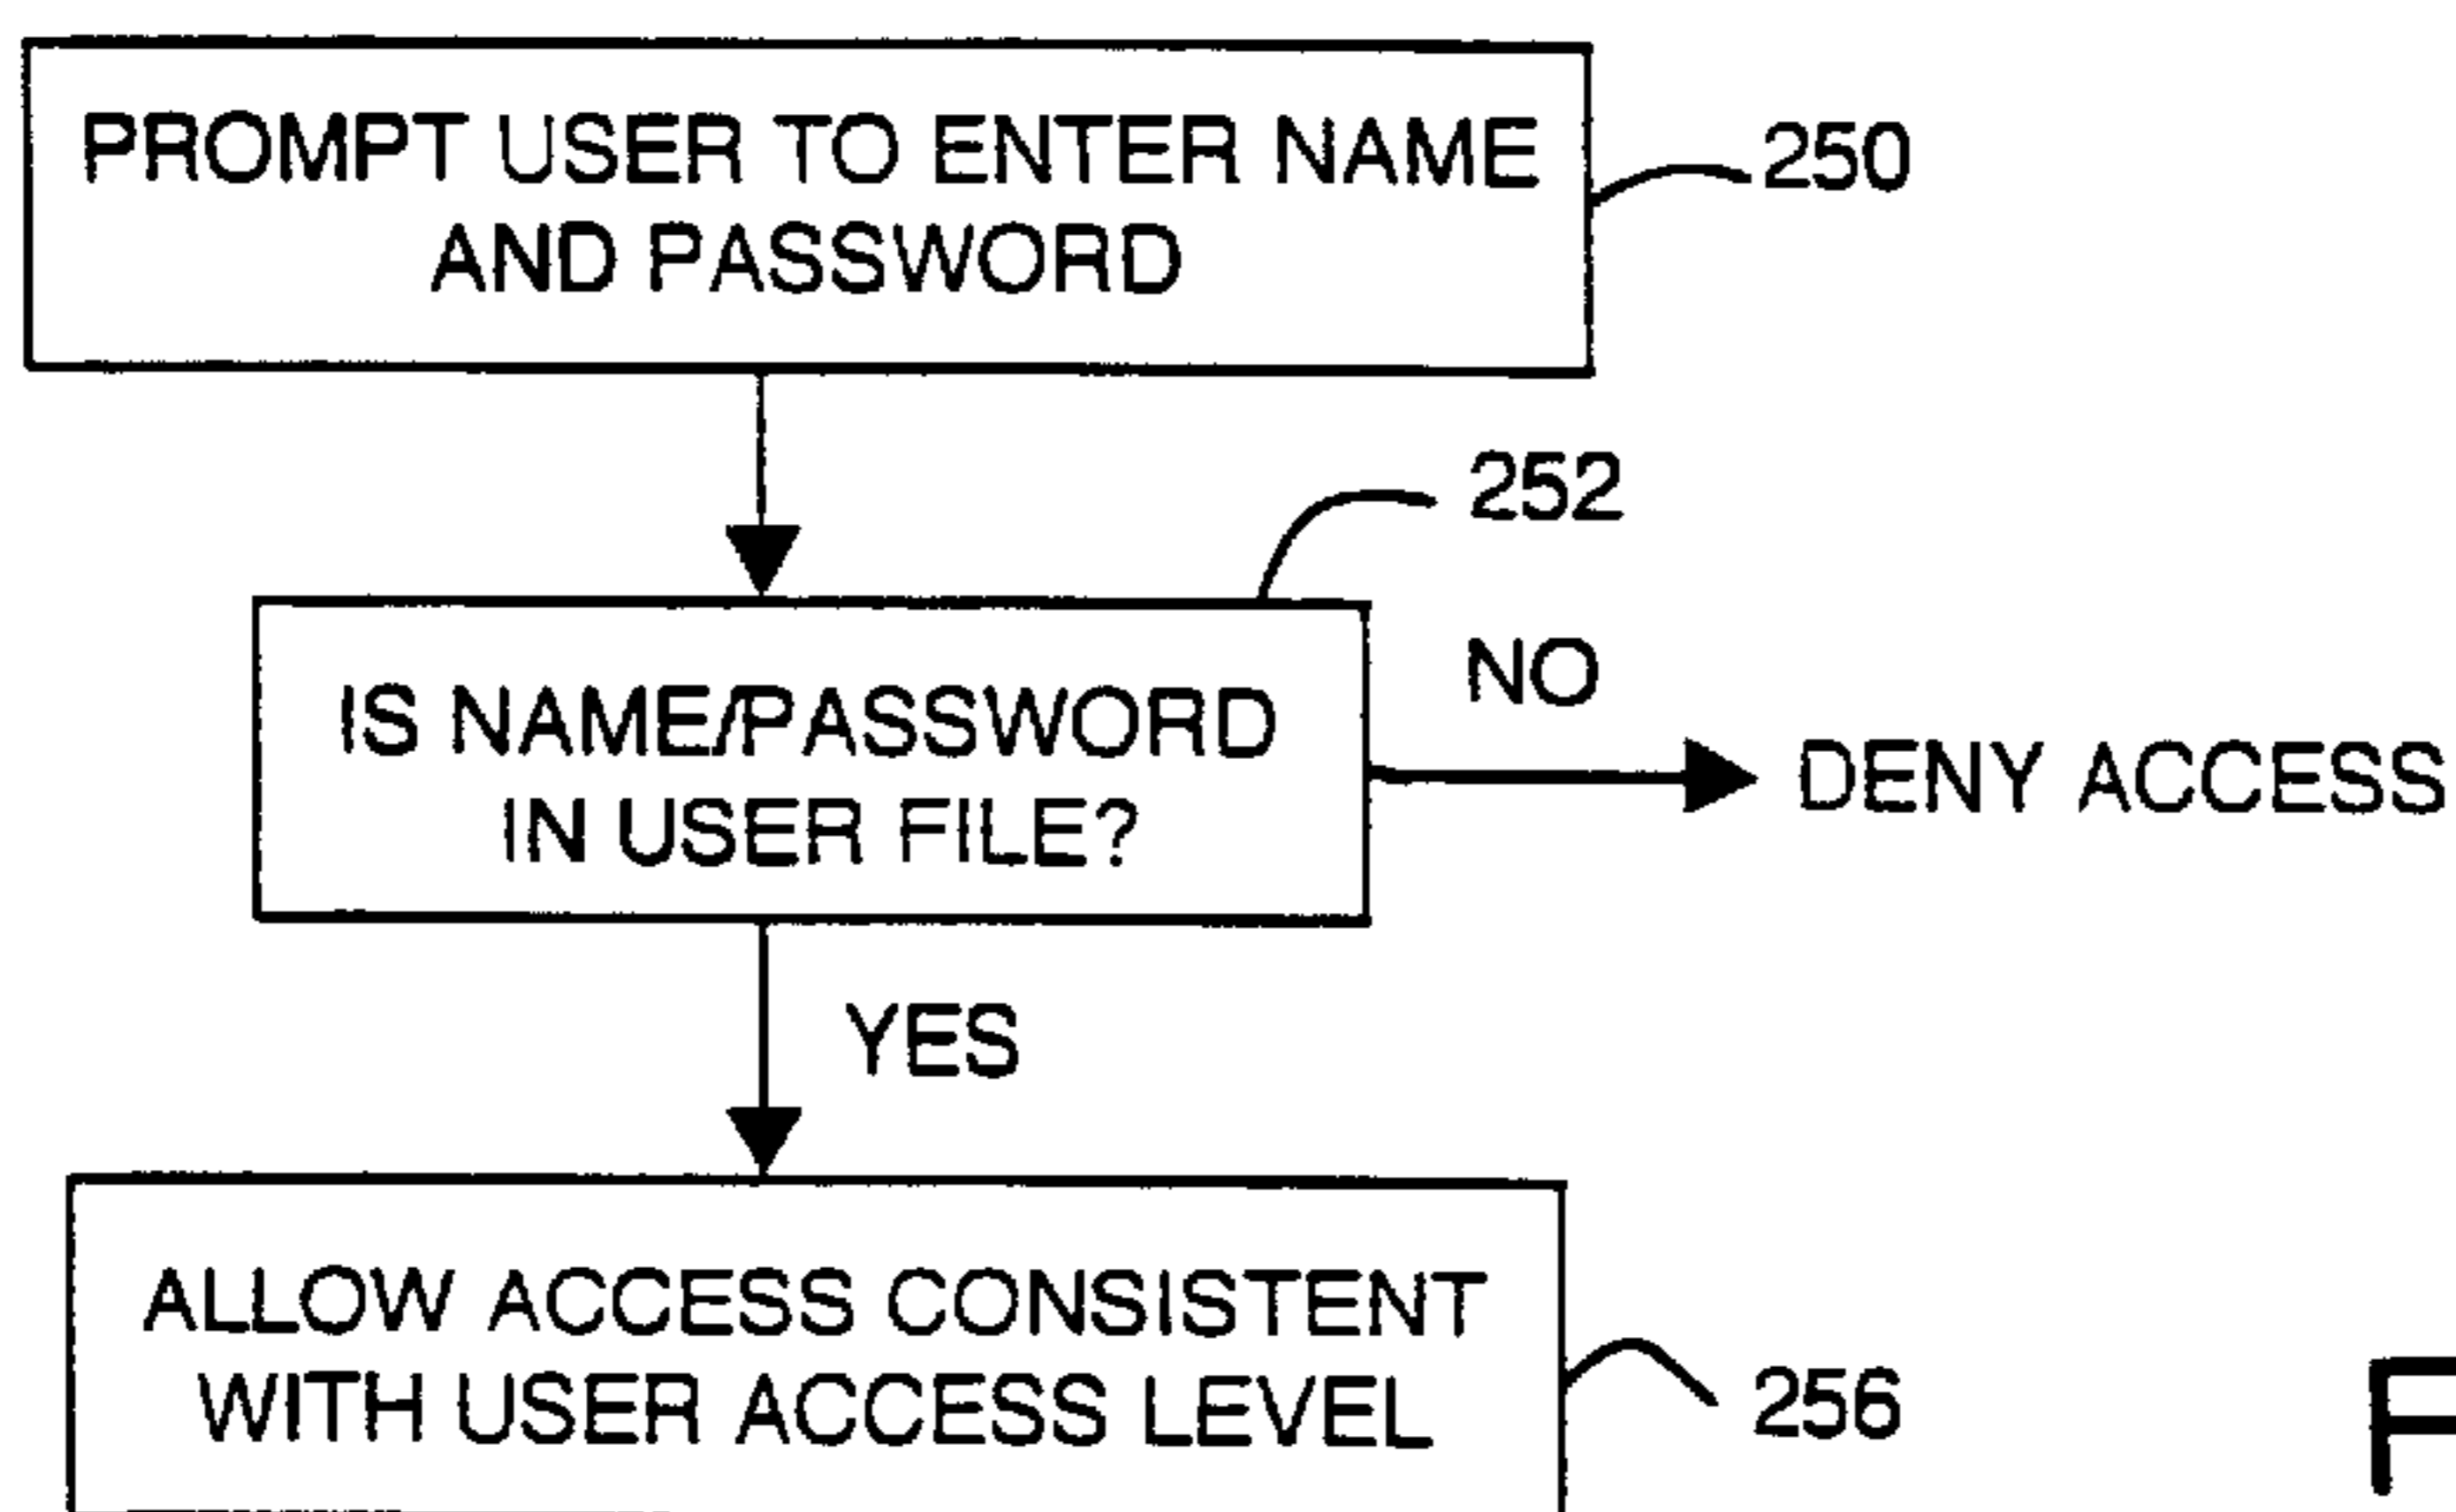 PROMPT USER TO ENTER NAME
AND PASSWORD
250
252
IS NAME/PASSWORD
IN USER FILE?
NO
DENY ACCESS
YES
ALLOW ACCESS CONSISTENT
WITH USER ACCESS LEVEL
256
F